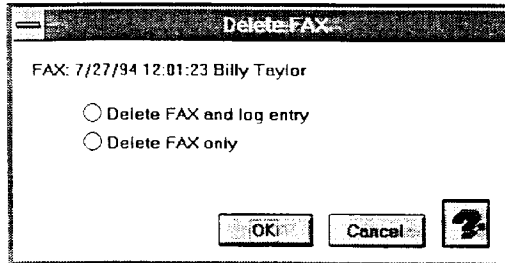 Delete FAX
FAX: 7/27/94 12:01:23 Billy Taylor
Delete FAX and log entry
Delete FAX only
OK
Cancel
?